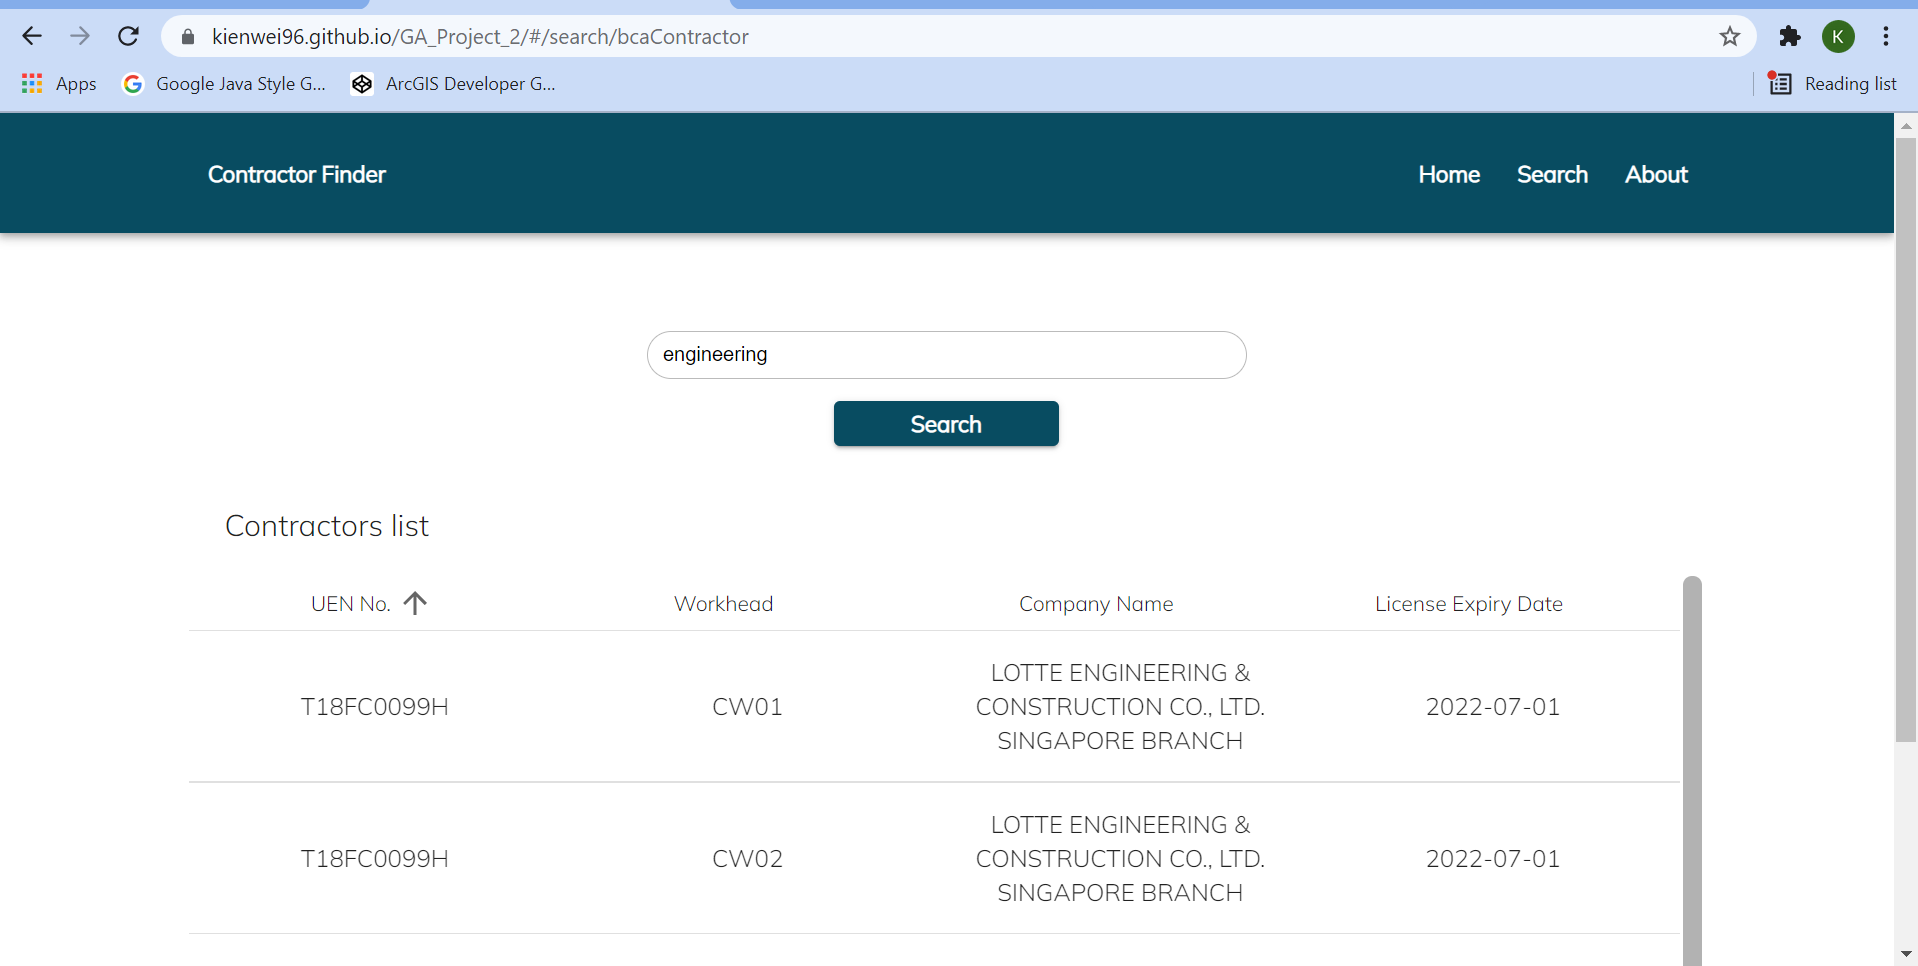 kienwei96.github.io/GA_Project_2/#/search/bcaContractor
K
Apps
Google Java Style G...
ArcGIS Developer G...
Reading list
Contractor Finder
Home
Search
About
engineering
Search
Contractors list
UEN No.
Workhead
Company Name
License Expiry Date
T18FC0099H
CW01
LOTTE ENGINEERING &
CONSTRUCTION CO., LTD.
SINGAPORE BRANCH
2022-07-01
T18FC0099H
CW02
LOTTE ENGINEERING &
CONSTRUCTION CO., LTD.
SINGAPORE BRANCH
2022-07-01